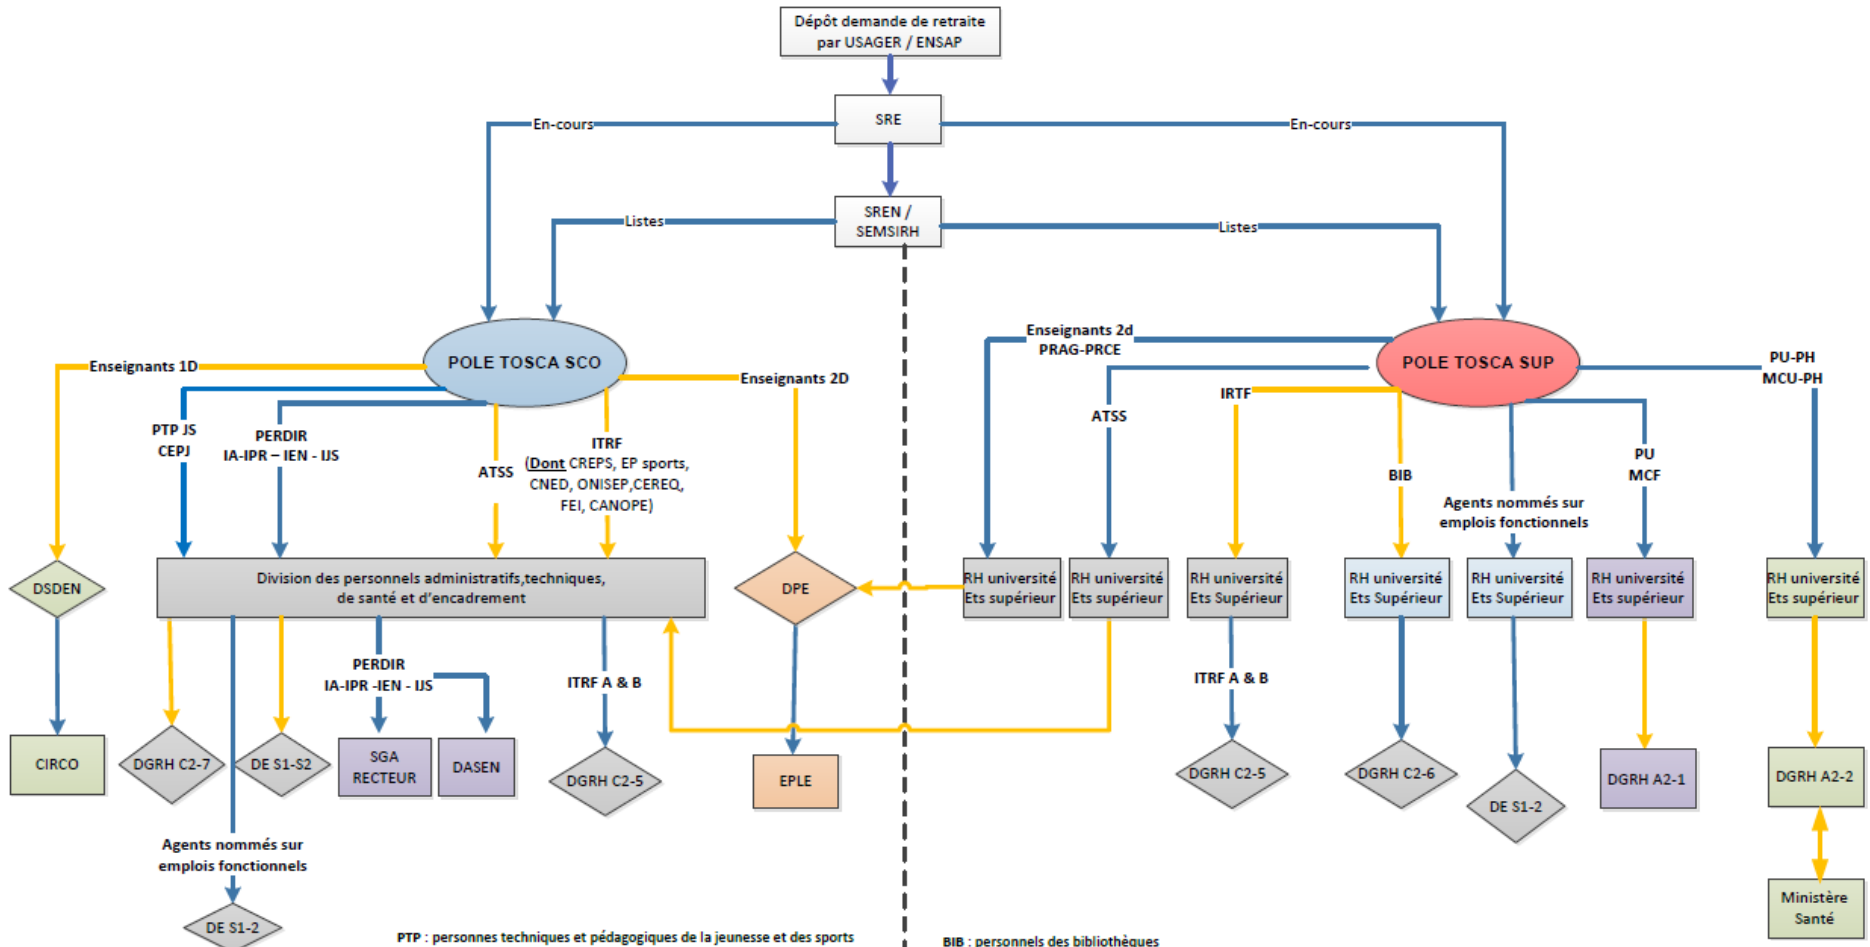 Dépôt demande de retraite
par USAGER / ENSAP
SRE
En-cours
En-cours
SREN /
SEMSIRH
Listes
Listes
POLE TOSCA SCO
POLE TOSCA SUP
Enseignants 1D
Enseignants 2D
PTP JS
CEPJ
PERDIR
IA-IPR – IEN - IJS
ATSS
ITRF
(Dont CREPS, EP sports,
CNED, ONISEP,CEREQ,
FEI, CANOPE)
Enseignants 2d
PRAG-PRCE
ATSS
IRTF
BIB
Agents nommés sur
emplois fonctionnels
PU
MCF
PU-PH
MCU-PH
DSDEN
Division des personnels administratifs,techniques,
de santé et d'encadrement
DPE
RH université
Ets supérieur
RH université
Ets supérieur
RH université
Ets Supérieur
RH université
Ets Supérieur
RH université
Ets Supérieur
RH université
Ets supérieur
RH université
Ets supérieur
PERDIR
IA-IPR -IEN - IJS
ITRF A & B
ITRF A & B
CIRCO
DGRH C2-7
DE S1-S2
SGA
RECTEUR
DASEN
DGRH C2-5
EPLE
DGRH C2-5
DGRH C2-6
DE S1-2
DGRH A2-1
DGRH A2-2
Agents nommés sur
emplois fonctionnels
DE S1-2
Ministère
Santé
PTP : personnes techniques et pédagogiques de la jeunesse et des sports
BIB : personnels des bibliothèques